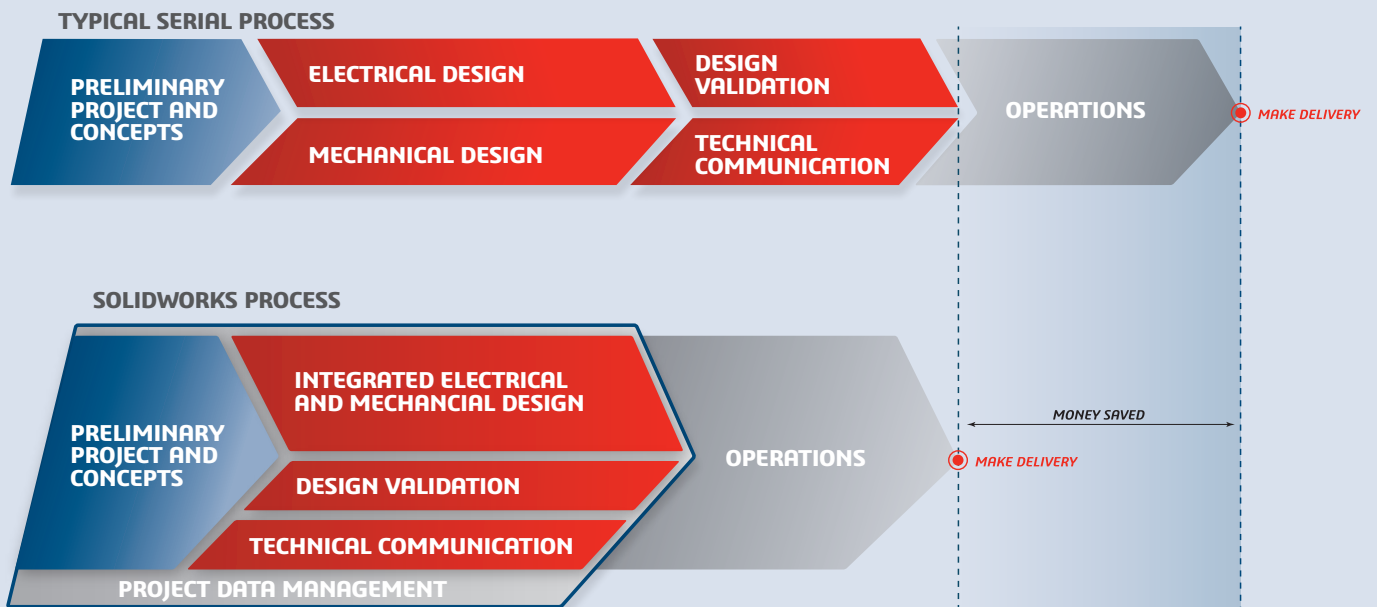 TYPICAL SERIAL PROCESS
PRELIMINARY
PROJECT AND
CONCEPTS
ELECTRICAL DESIGN
MECHANICAL DESIGN
DESIGN
VALIDATION
TECHNICAL
COMMUNICATION
OPERATIONS
MAKE DELIVERY
SOLIDWORKS PROCESS
PRELIMINARY
PROJECT AND
CONCEPTS
INTEGRATED ELECTRICAL
AND MECHANCIAL DESIGN
DESIGN VALIDATION
TECHNICAL COMMUNICATION
PROJECT DATA MANAGEMENT
OPERATIONS
MAKE DELIVERY
MONEY SAVED